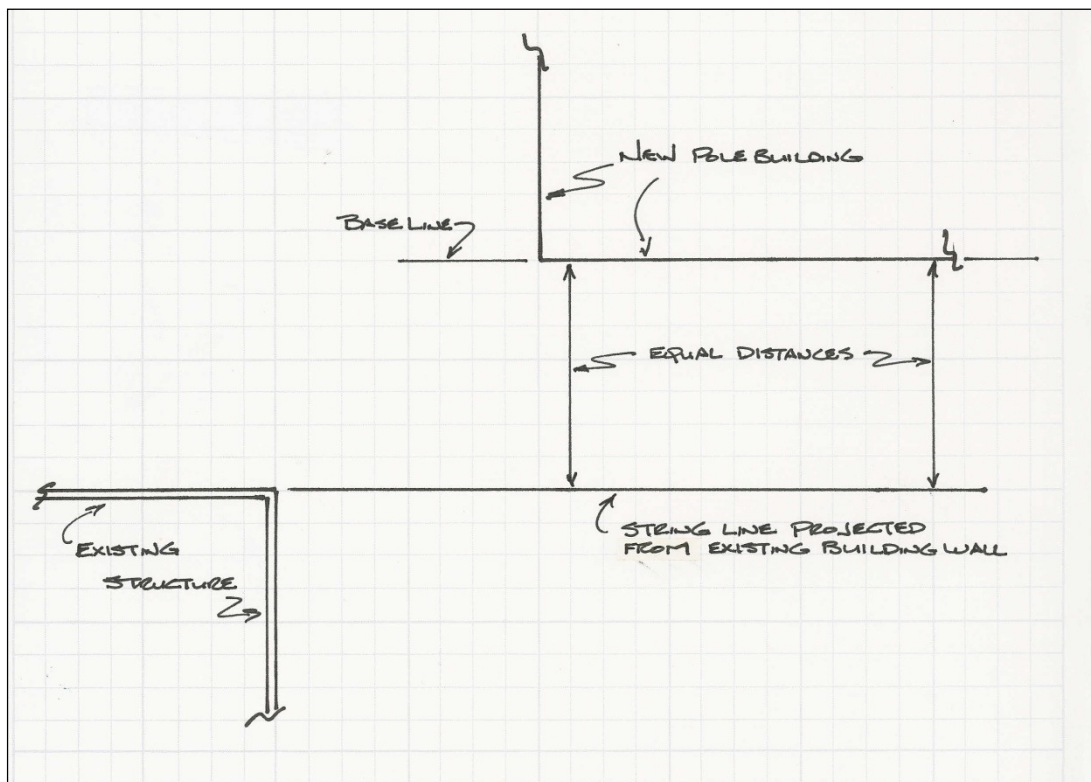 NEW POLE BUILDING
BASE LINE
EQUAL DISTANCES
STRING LINE PROJECTED
FROM EXISTING BUILDING WALL
EXISTING
STRUCTURE